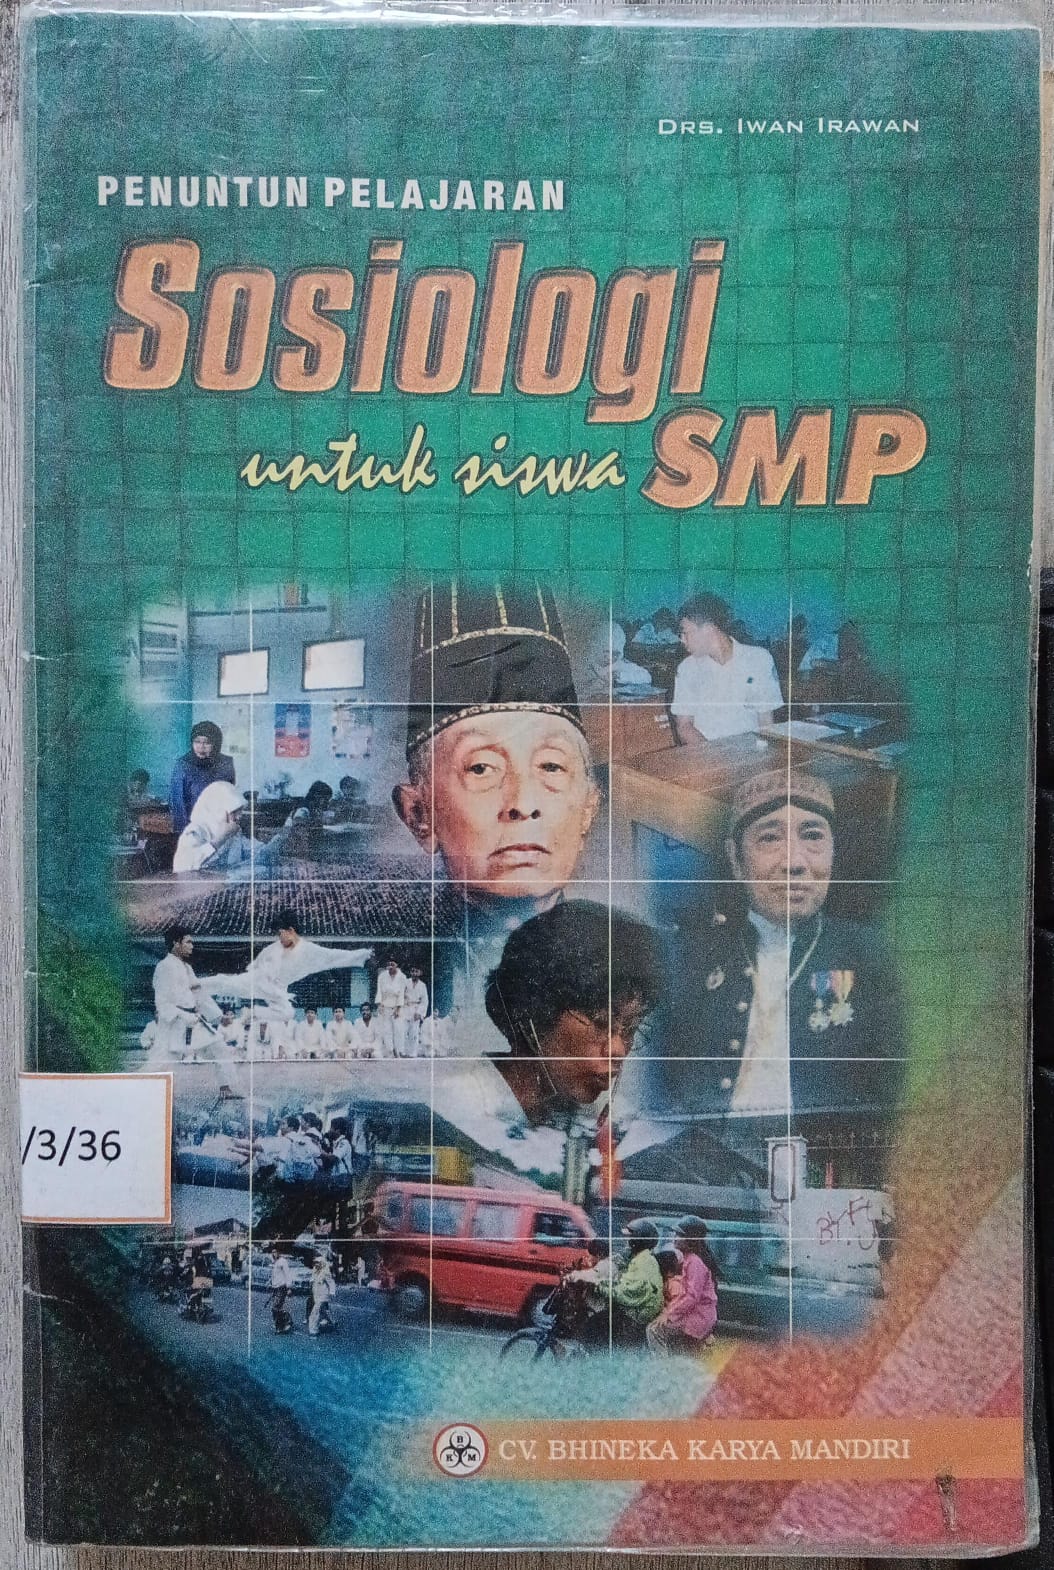 DRS. IWAN IRAWAN
PENUNTUN PELAJARAN
Sosiologi
untuk siswa SMP
/3/36
B
K M
CV. BHINEKA KARYA MANDIRI